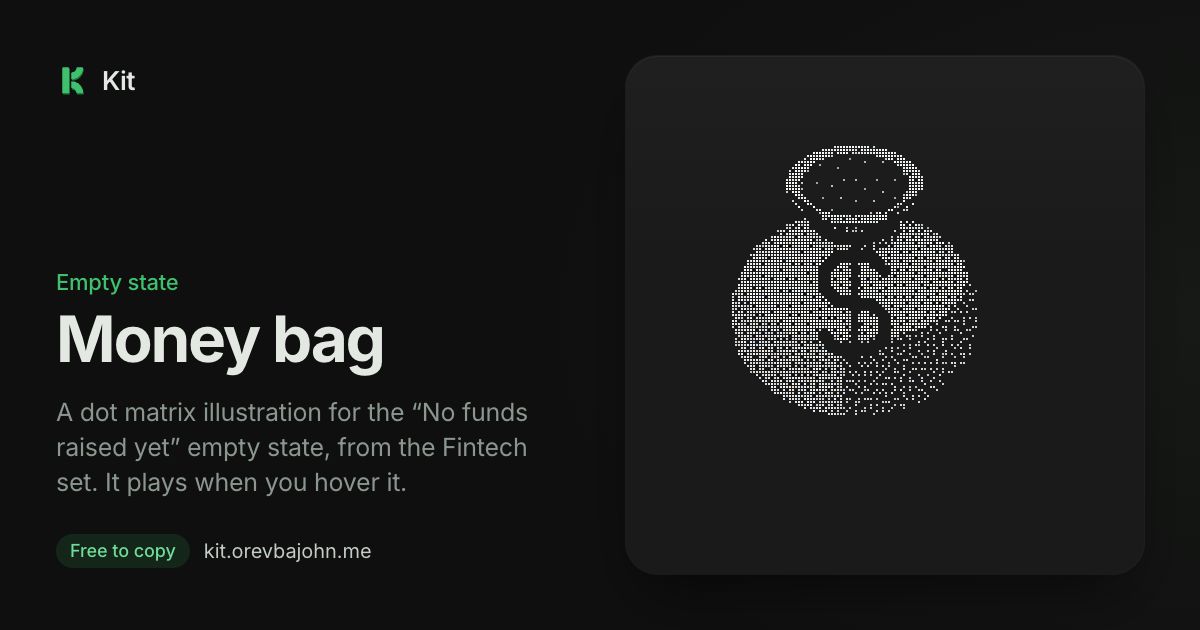 Kit
Empty state
Money bag
A dot matrix illustration for the “No funds
raised yet” empty state, from the Fintech
set. It plays when you hover it.
Free to copy
kit.orevbajohn.me
$